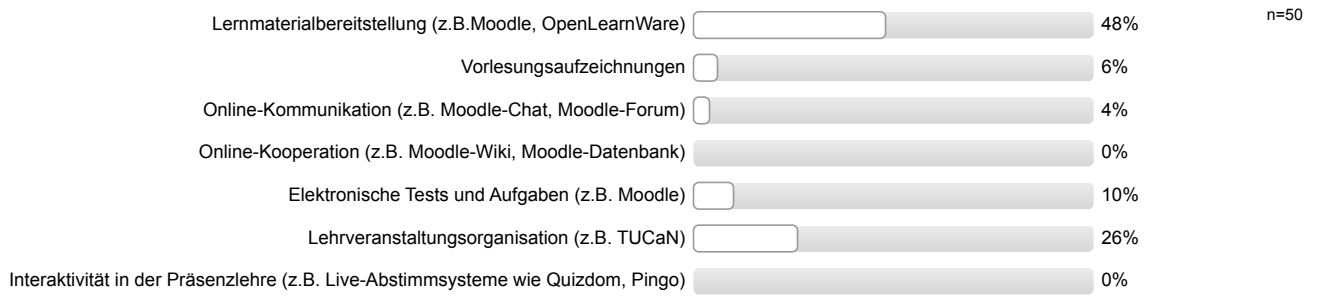 Lernmaterialbereitstellung (z.B.Moodle, OpenLearnWare) 48% n=50
Vorlesungsaufzeichnungen 6%
Online-Kommunikation (z.B. Moodle-Chat, Moodle-Forum) 4%
Online-Kooperation (z.B. Moodle-Wiki, Moodle-Datenbank) 0%
Elektronische Tests und Aufgaben (z.B. Moodle) 10%
Lehrveranstaltungsorganisation (z.B. TUCaN) 26%
Interaktivität in der Präsenzlehre (z.B. Live-Abstimmsysteme wie Quizdom, Pingo) 0%